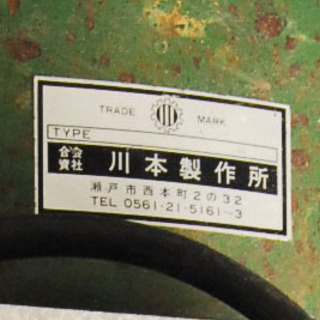 TRADE MARK
TYPE
合資会社 川本製作所
瀬戸市西本町2の32
TEL 0561-21-5161~3